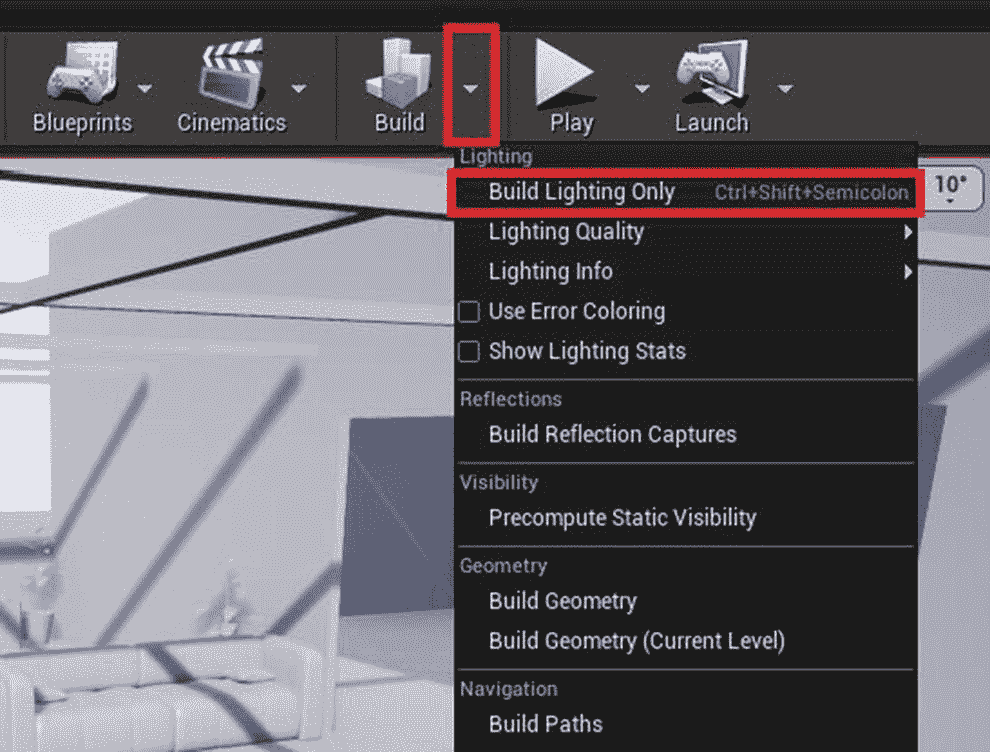 Blueprints Cinematics Build Play Launch
Lighting
Build Lighting Only Ctrl+Shift+Semicolon
10°
Lighting Quality
Lighting Info
Use Error Coloring
Show Lighting Stats
Reflections
Build Reflection Captures
Visibility
Precompute Static Visibility
Geometry
Build Geometry
Build Geometry (Current Level)
Navigation
Build Paths